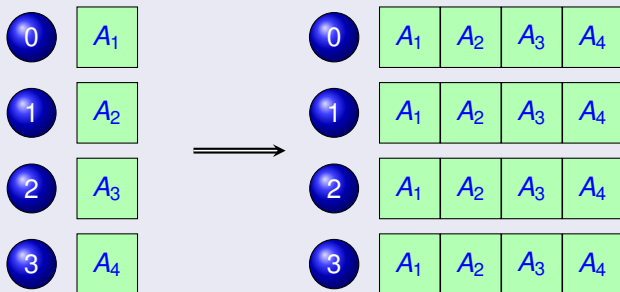 0 A₁ 0 A₁ A₂ A₃ A₄
1 A₂ 1 A₁ A₂ A₃ A₄
2 A₃ 2 A₁ A₂ A₃ A₄
3 A₄ 3 A₁ A₂ A₃ A₄